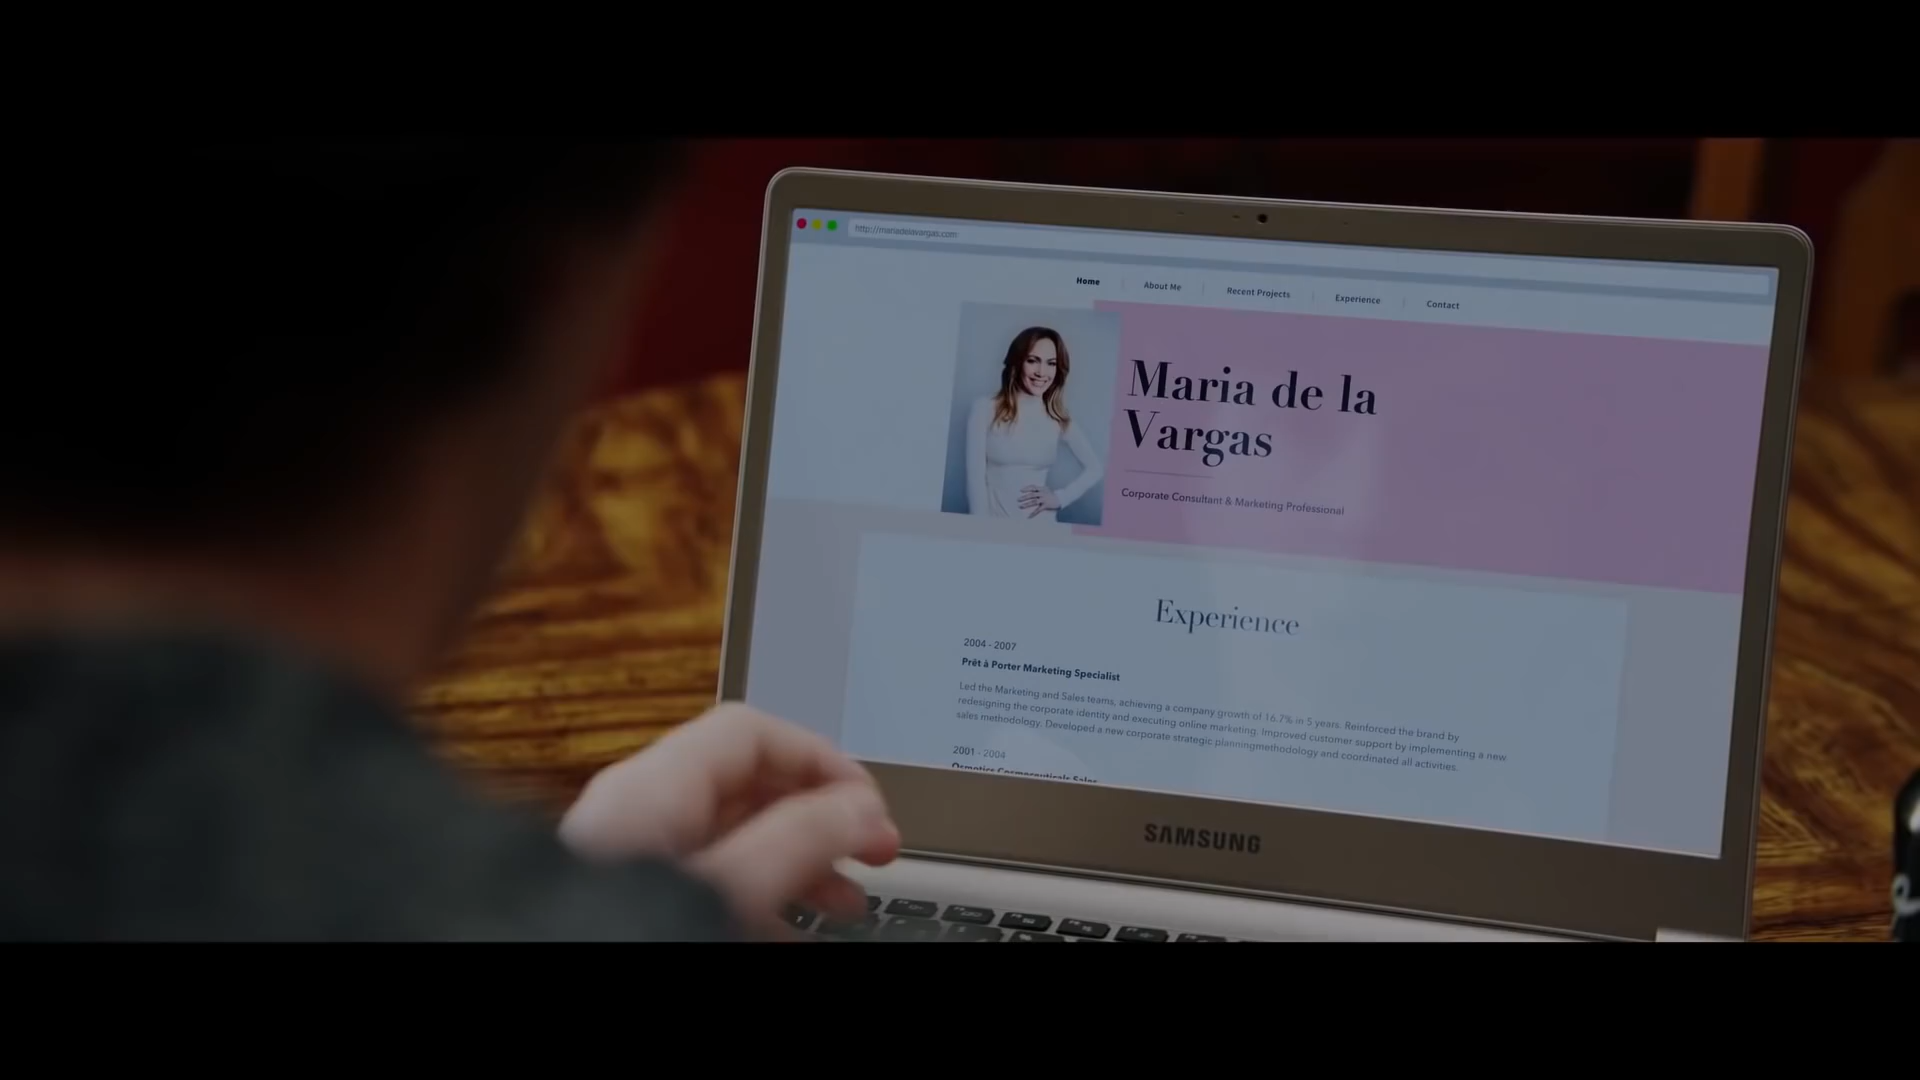 http://mariadelavargas.com
Home
About Me
Recent Projects
Experience
Contact
Maria de la
Vargas
Corporate Consultant & Marketing Professional
Experience
2004 - 2007
Prêt à Porter Marketing Specialist
Led the Marketing and Sales teams, achieving a company growth of 16.7% in 5 years. Reinforced the brand by
redesigning the corporate identity and executing online marketing. Improved customer support by implementing a new
sales methodology. Developed a new corporate strategic planningmethodology and coordinated all activities.
2001 - 2004
Osmotics Cosmeceuticals Sales
SAMSUNG